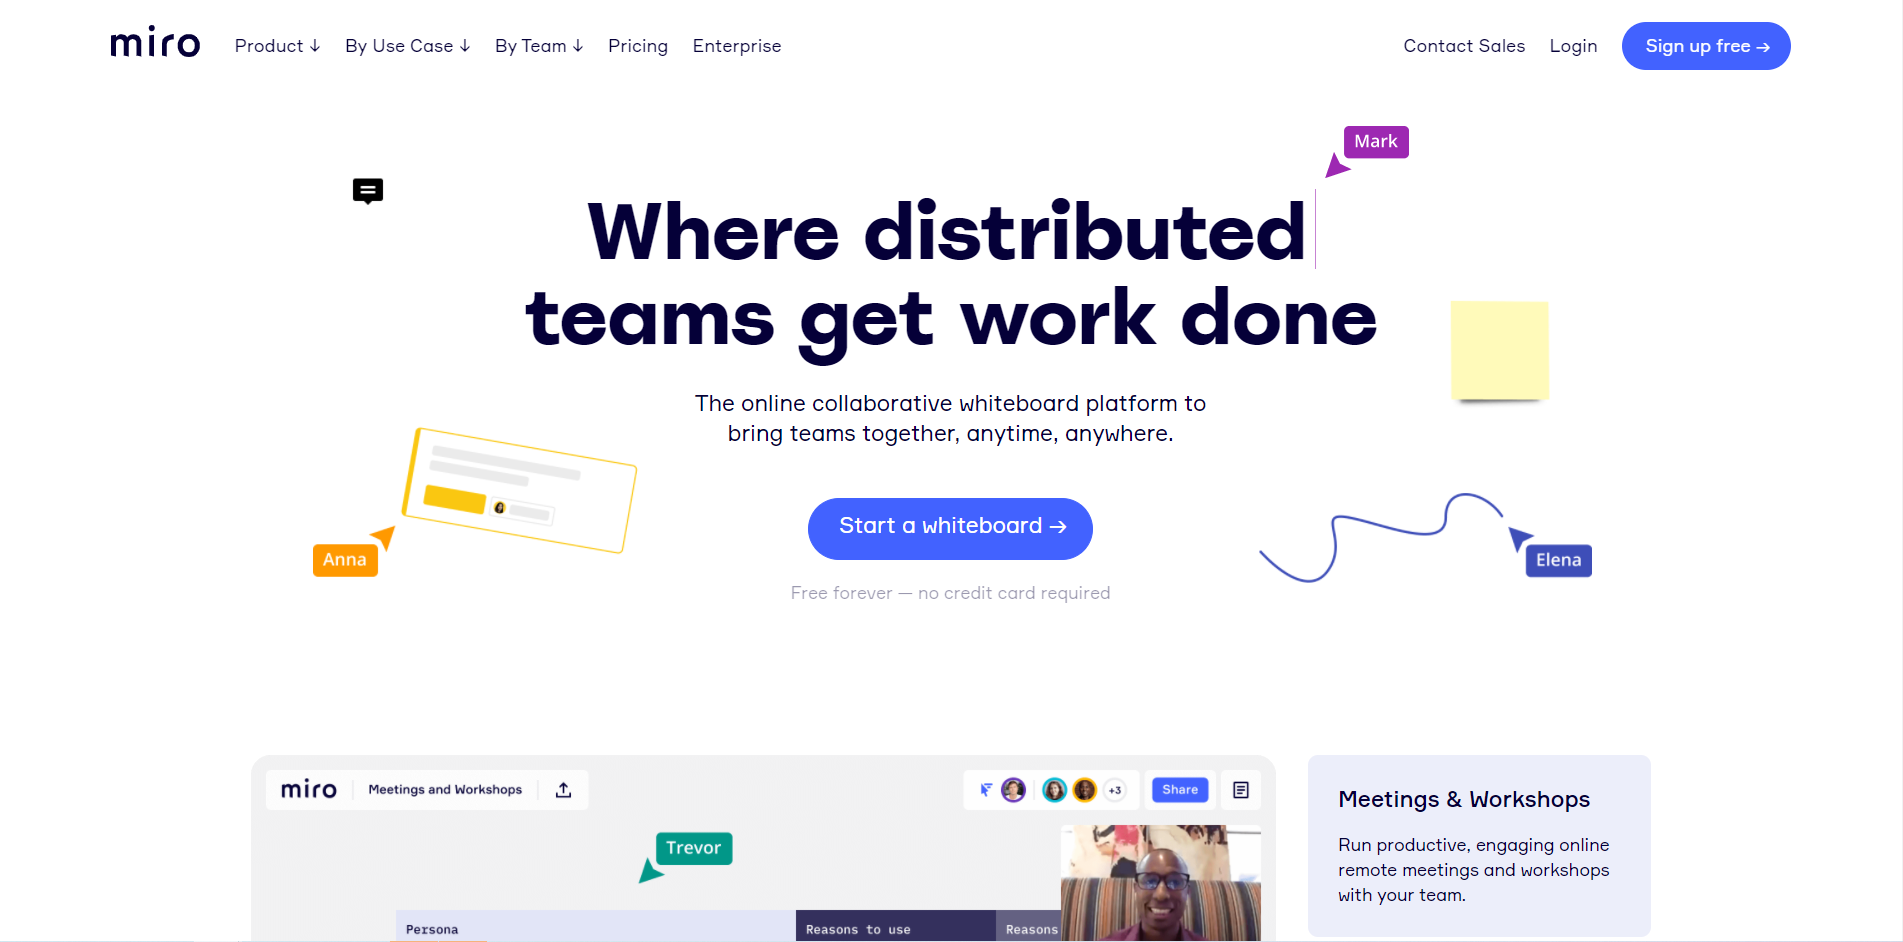 miro
Product ↓
By Use Case ↓
By Team ↓
Pricing
Enterprise
Contact Sales
Login
Sign up free →
Mark
Where distributed
teams get work done
The online collaborative whiteboard platform to
bring teams together, anytime, anywhere.
Anna
Start a whiteboard →
Elena
Free forever — no credit card required
miro
Meetings and Workshops
+3
Share
Trevor
Persona
Reasons to use
Reasons
Meetings & Workshops
Run productive, engaging online
remote meetings and workshops
with your team.